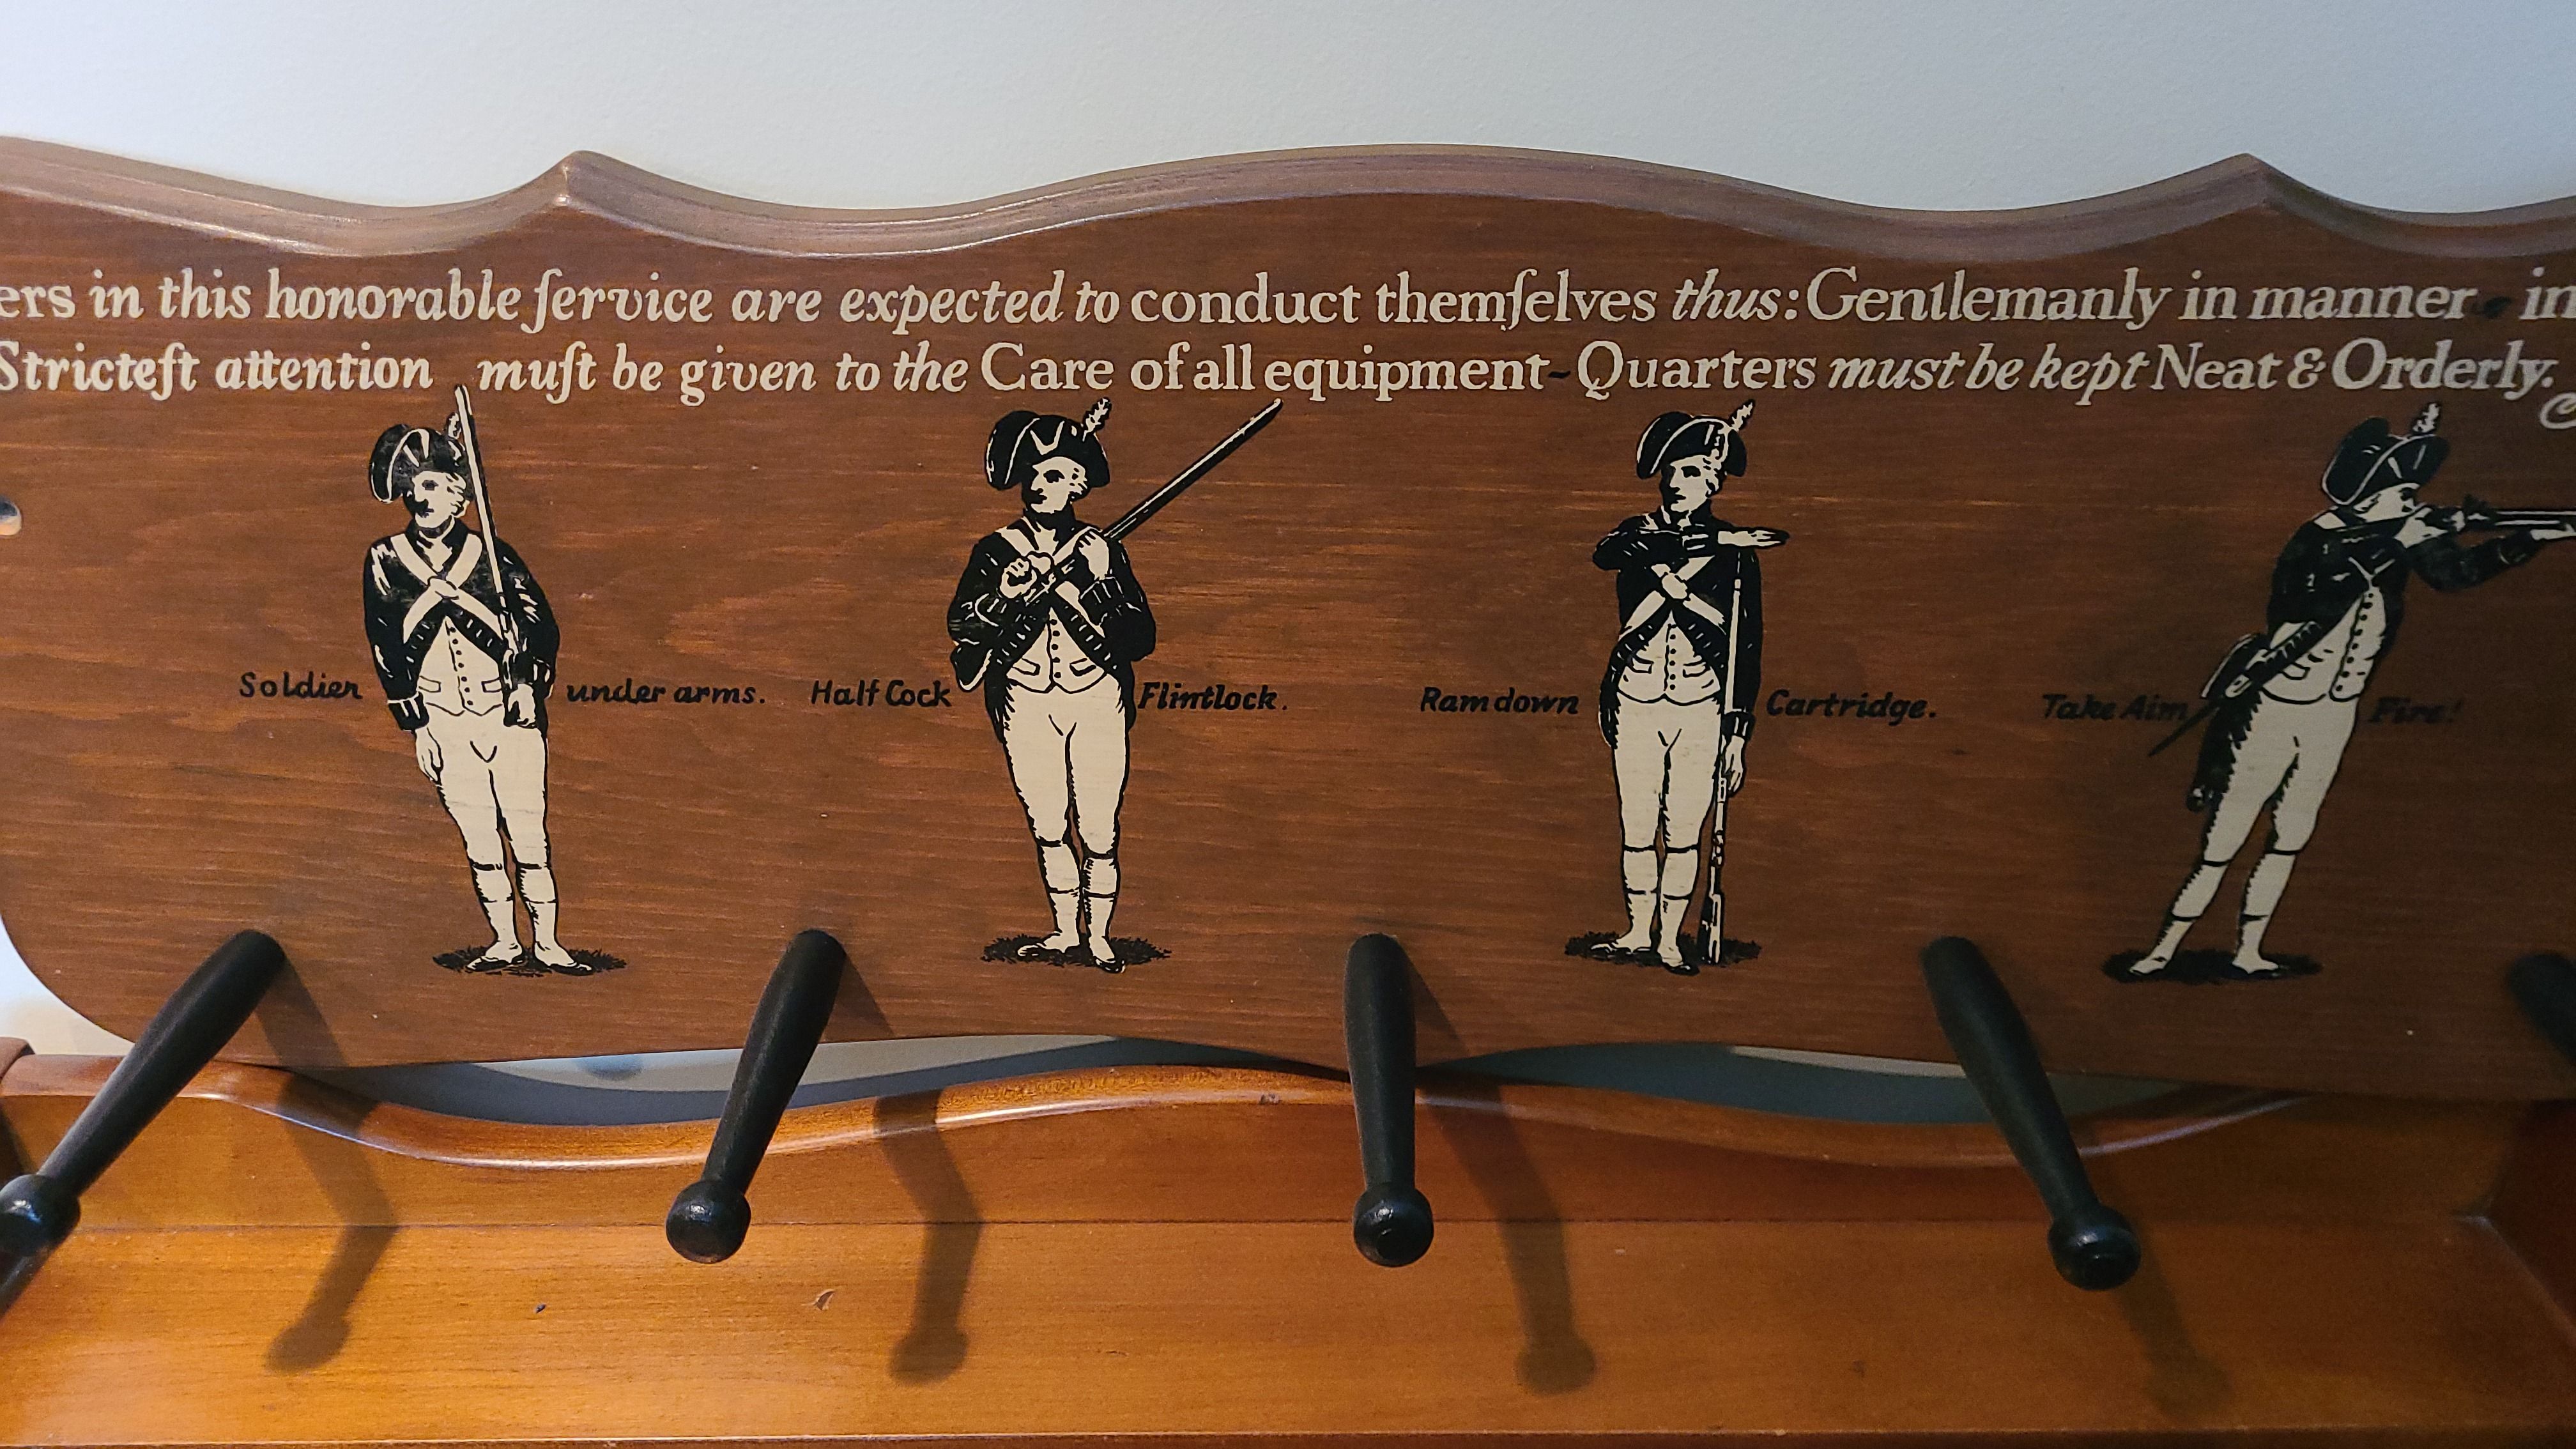 ers in this honorable ſervice are expected to conduct themſelves thus: Gentlemanly in manner - in
Stricteſt attention muſt be given to the Care of all equipment - Quarters must be kept Neat & Orderly.
Soldier under arms. Half Cock Flintlock. Ram down Cartridge. Take Aim Fire!